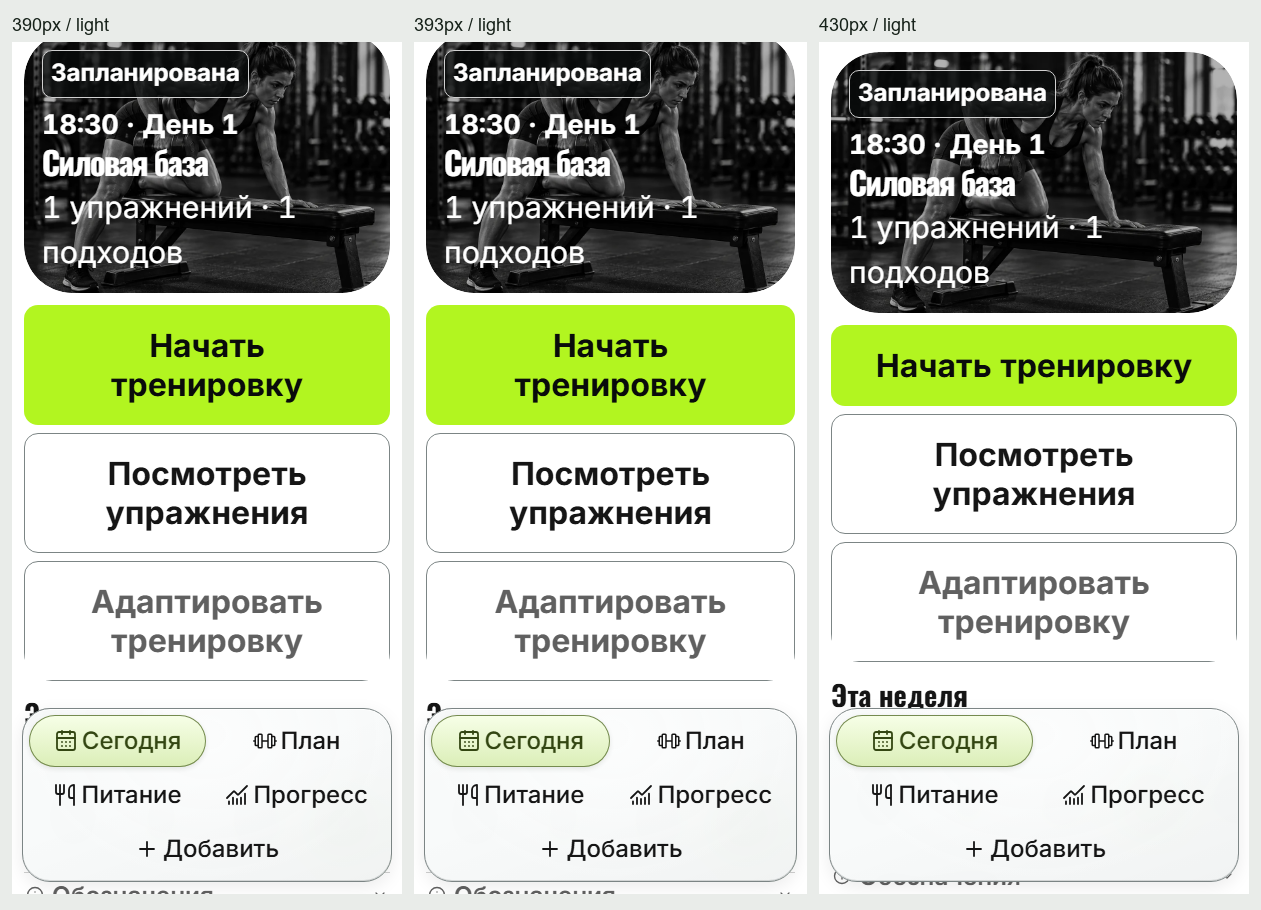 390px / light
Запланирована
18:30 · День 1
Силовая база
1 упражнений · 1
подходов
Начать
тренировку
Посмотреть
упражнения
Адаптировать
тренировку
Сегодня
План
Питание
Прогресс
+ Добавить
Обозначения
393px / light
Запланирована
18:30 · День 1
Силовая база
1 упражнений · 1
подходов
Начать
тренировку
Посмотреть
упражнения
Адаптировать
тренировку
Сегодня
План
Питание
Прогресс
+ Добавить
Обозначения
430px / light
Запланирована
18:30 · День 1
Силовая база
1 упражнений · 1
подходов
Начать тренировку
Посмотреть
упражнения
Адаптировать
тренировку
Эта неделя
Сегодня
План
Питание
Прогресс
+ Добавить
Обозначения